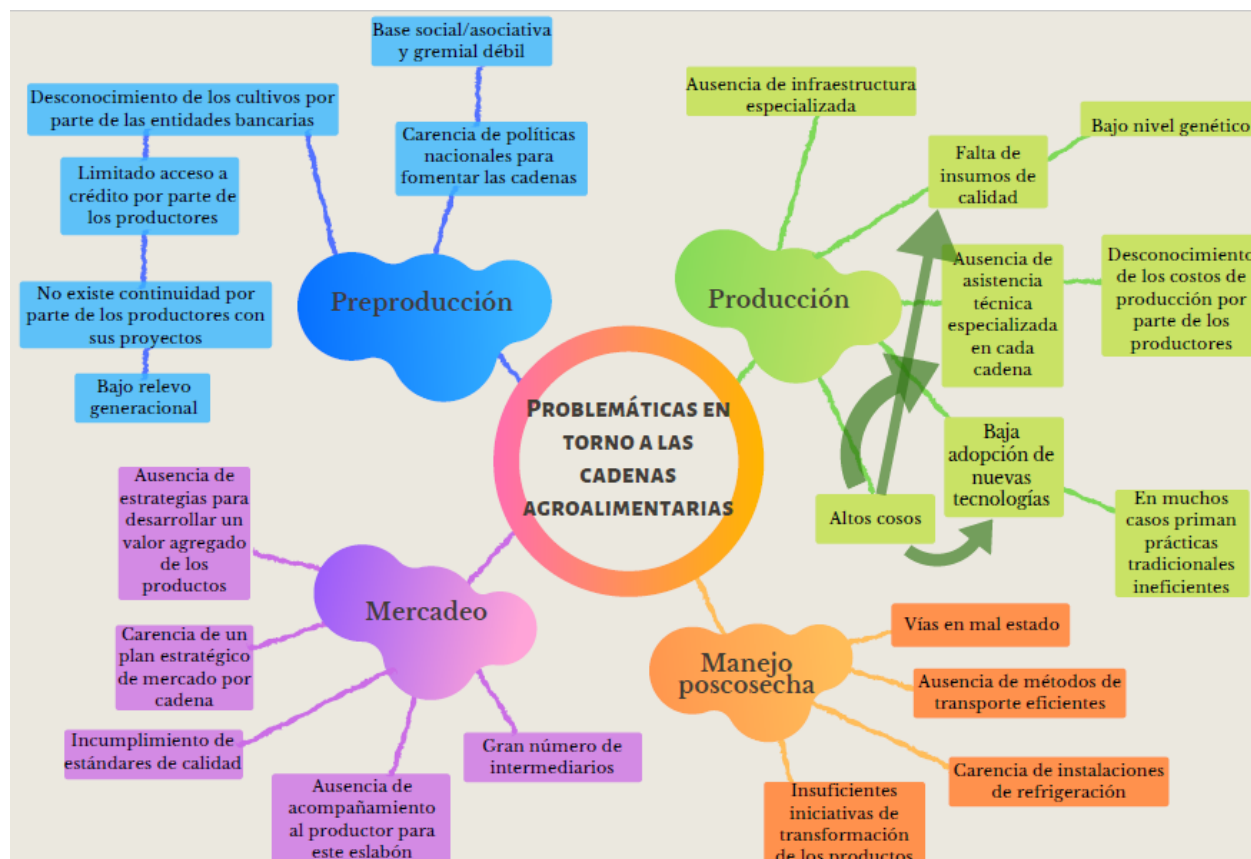 Base social/asociativa
y gremial débil
Desconocimiento de los cultivos por
parte de las entidades bancarias
Carencia de políticas
nacionales para
fomentar las cadenas
Limitado acceso a
crédito por parte de
los productores
No existe continuidad por
parte de los productores con
sus proyectos
Bajo relevo
generacional
Preproducción
Ausencia de infraestructura
especializada
Bajo nivel genético
Falta de
insumos de
calidad
Ausencia de
asistencia
técnica
especializada
en cada
cadena
Desconocimiento
de los costos de
producción por
parte de los
productores
Producción
Baja
adopción de
nuevas
tecnologías
Altos cosos
En muchos
casos priman
prácticas
tradicionales
ineficientes
PROBLEMÁTICAS EN
TORNO A LAS
CADENAS
AGROALIMENTARIAS
Ausencia de
estrategias para
desarrollar un
valor agregado
de los
productos
Mercadeo
Carencia de un
plan estratégico
de mercado por
cadena
Incumplimiento de
estándares de calidad
Ausencia de
acompañamiento
al productor para
este eslabón
Gran número de
intermediarios
Manejo
poscosecha
Vías en mal estado
Ausencia de métodos de
transporte eficientes
Carencia de instalaciones
de refrigeración
Insuficientes
iniciativas de
transformación
de los productos